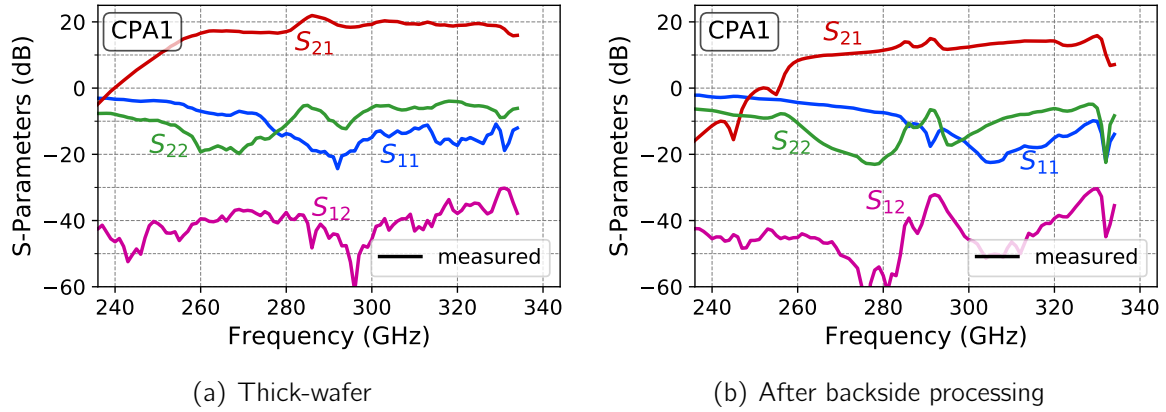 CPA1
S21
S22
S11
S12
measured
S-Parameters (dB)
20
0
−20
−40
−60
240 260 280 300 320 340
Frequency (GHz)
(a) Thick-wafer
CPA1
S21
S22
S11
S12
measured
S-Parameters (dB)
20
0
−20
−40
−60
240 260 280 300 320 340
Frequency (GHz)
(b) After backside processing